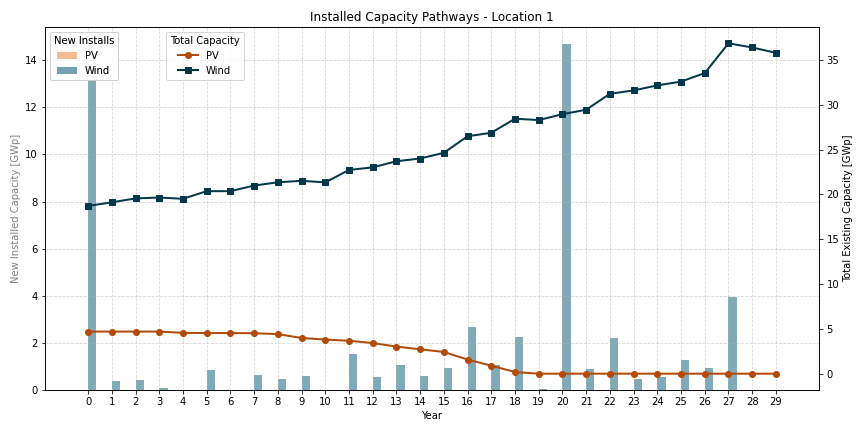 Installed Capacity Pathways - Location 1
New Installs
PV
Wind
Total Capacity
PV
Wind
New Installed Capacity [GWp]
14
12
10
8
6
4
2
0
Total Existing Capacity [GWp]
35
30
25
20
15
10
5
0
0 1 2 3 4 5 6 7 8 9 10 11 12 13 14 15 16 17 18 19 20 21 22 23 24 25 26 27 28 29
Year